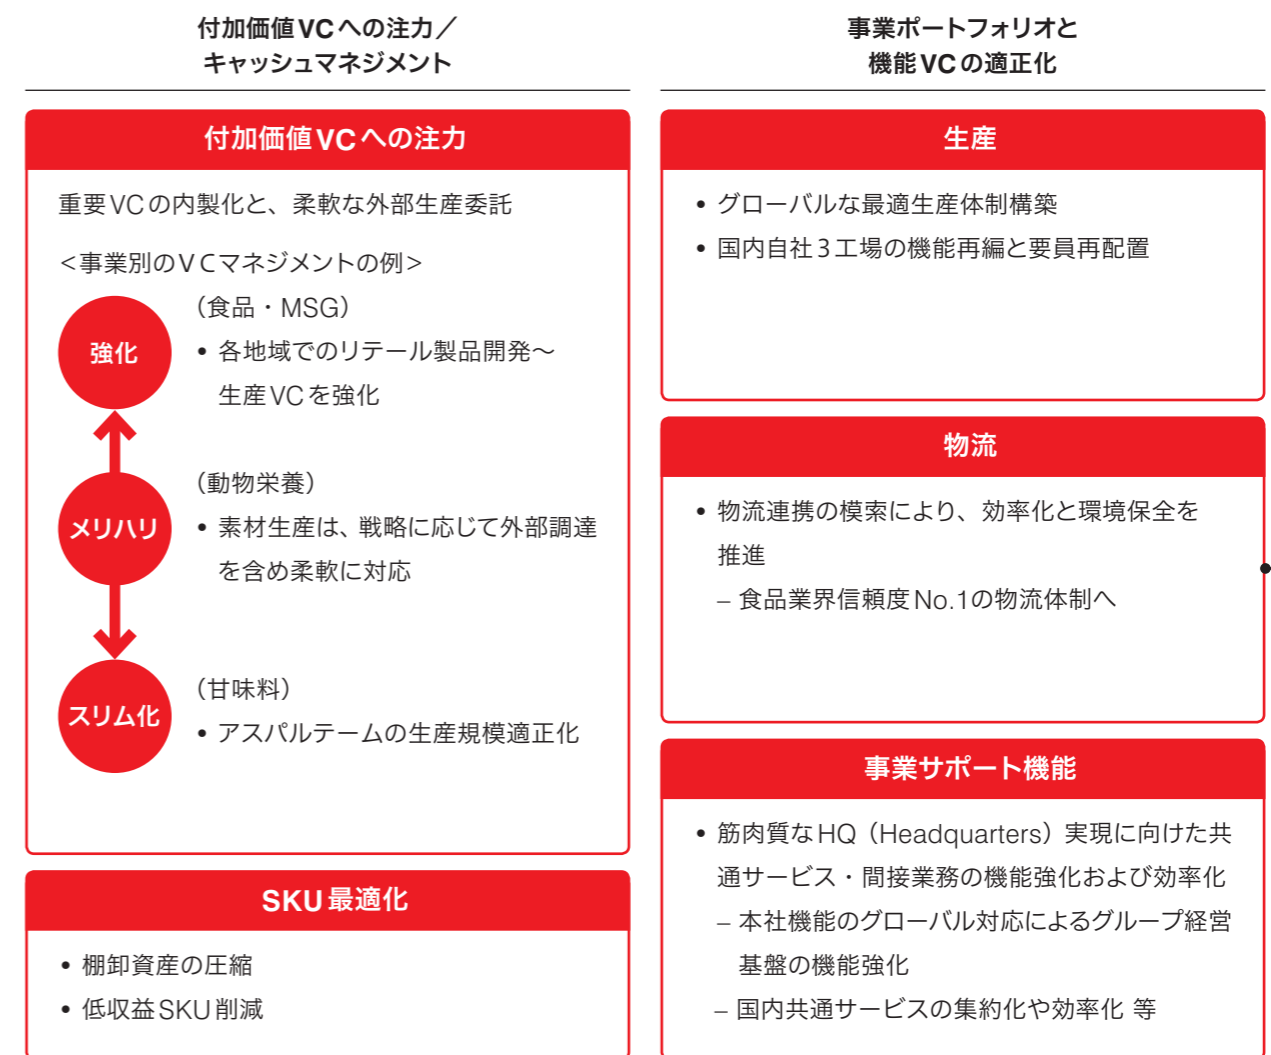 付加価値VCへの注力／
キャッシュマネジメント
付加価値VCへの注力
重要VCの内製化と、柔軟な外部生産委託
＜事業別のVCマネジメントの例＞
強化
（食品・MSG）
• 各地域でのリテール製品開発〜
生産VCを強化
メリハリ
（動物栄養）
• 素材生産は、戦略に応じて外部調達
を含め柔軟に対応
スリム化
（甘味料）
• アスパルテームの生産規模適正化
SKU最適化
• 棚卸資産の圧縮
• 低収益SKU削減
事業ポートフォリオと
機能VCの適正化
生産
• グローバルな最適生産体制構築
• 国内自社3工場の機能再編と要員再配置
物流
• 物流連携の模索により、効率化と環境保全を
推進
– 食品業界信頼度No.1の物流体制へ
事業サポート機能
• 筋肉質なHQ（Headquarters）実現に向けた共
通サービス・間接業務の機能強化および効率化
– 本社機能のグローバル対応によるグループ経営
基盤の機能強化
– 国内共通サービスの集約化や効率化 等